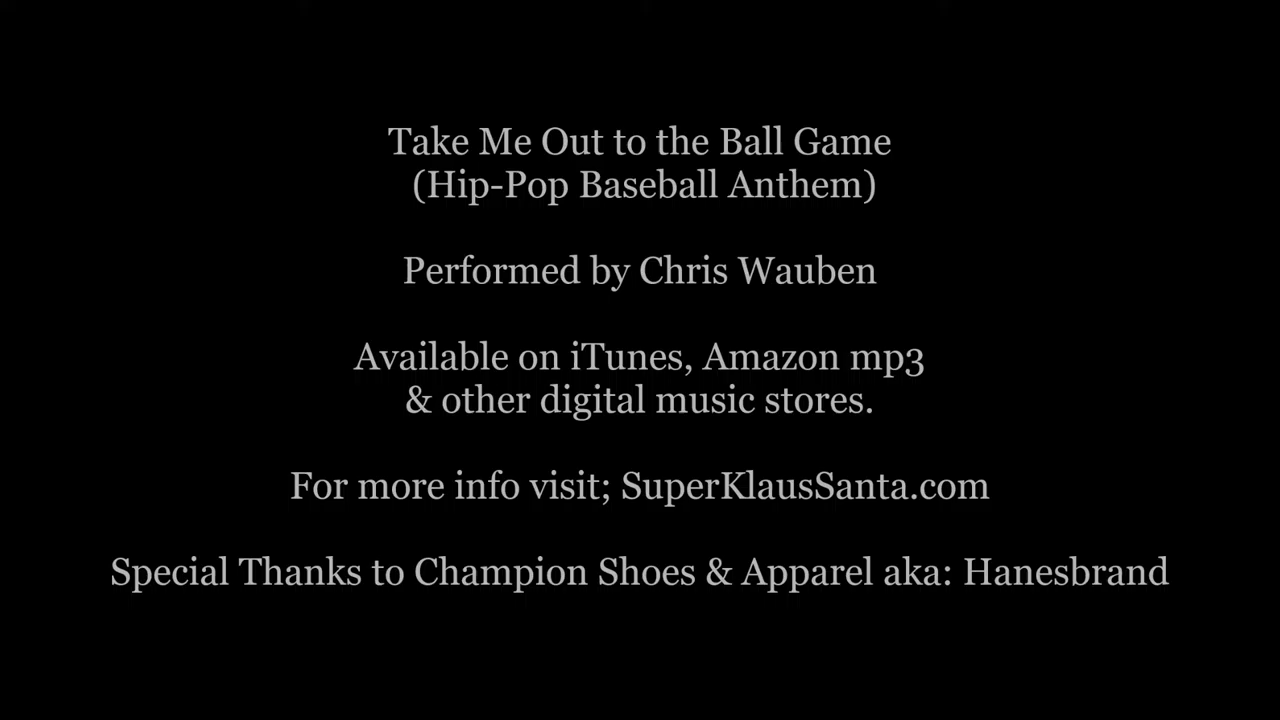 Take Me Out to the Ball Game
(Hip-Pop Baseball Anthem)
Performed by Chris Wauben
Available on iTunes, Amazon mp3
& other digital music stores.
For more info visit; SuperKlausSanta.com
Special Thanks to Champion Shoes & Apparel aka: Hanesbrand